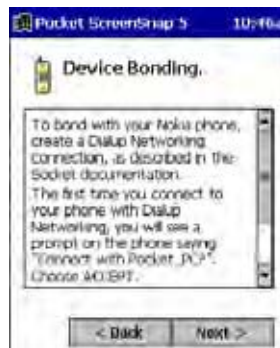 Pocket ScreenSnap 5 10:46
Device Bonding.
To bond with your Nokia phone,
create a Dialup Networking
connection, as described in the
Socket documentation.
The first time you connect to
your phone with Dialup
Networking, you will see a
prompt on the phone saying
"Connect with Pocket_PC?".
Choose ACCEPT.
< Back Next >